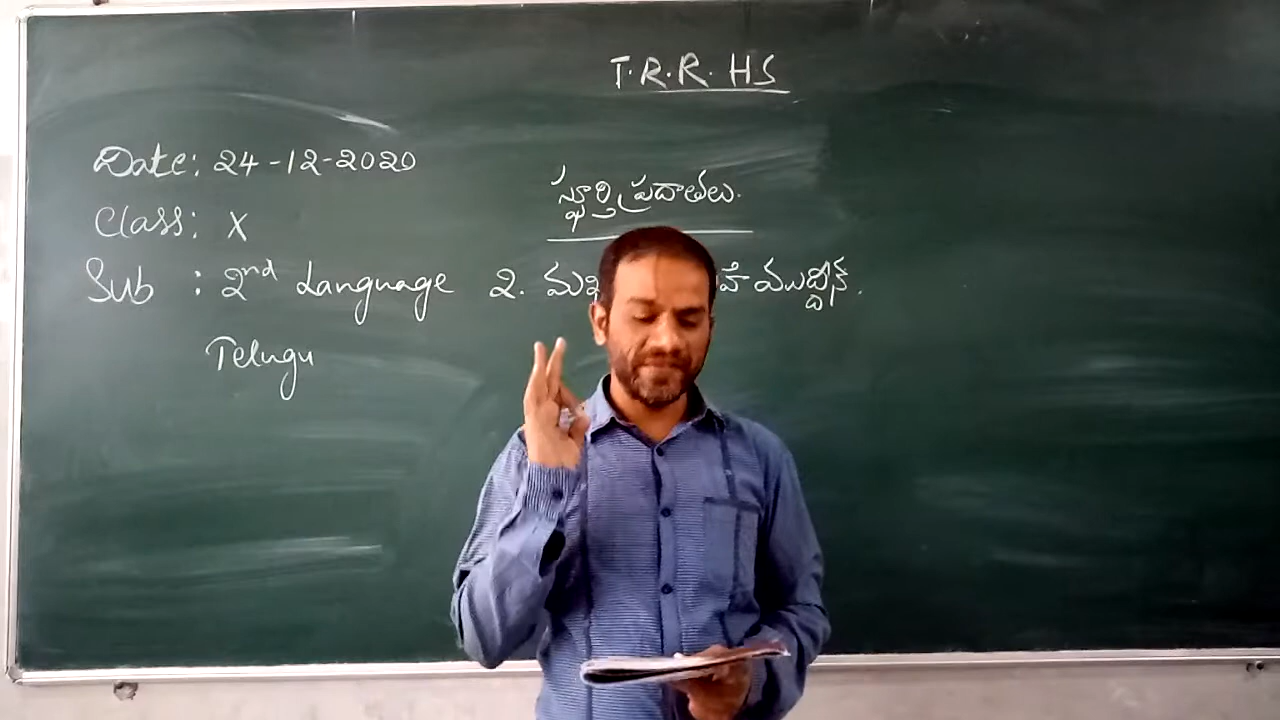 T.R.R. HS
Date: 24-12-2020
Class: X
Sub : 2nd Language
Telugu
స్ఫూర్తి ప్రదాతలు.
2.